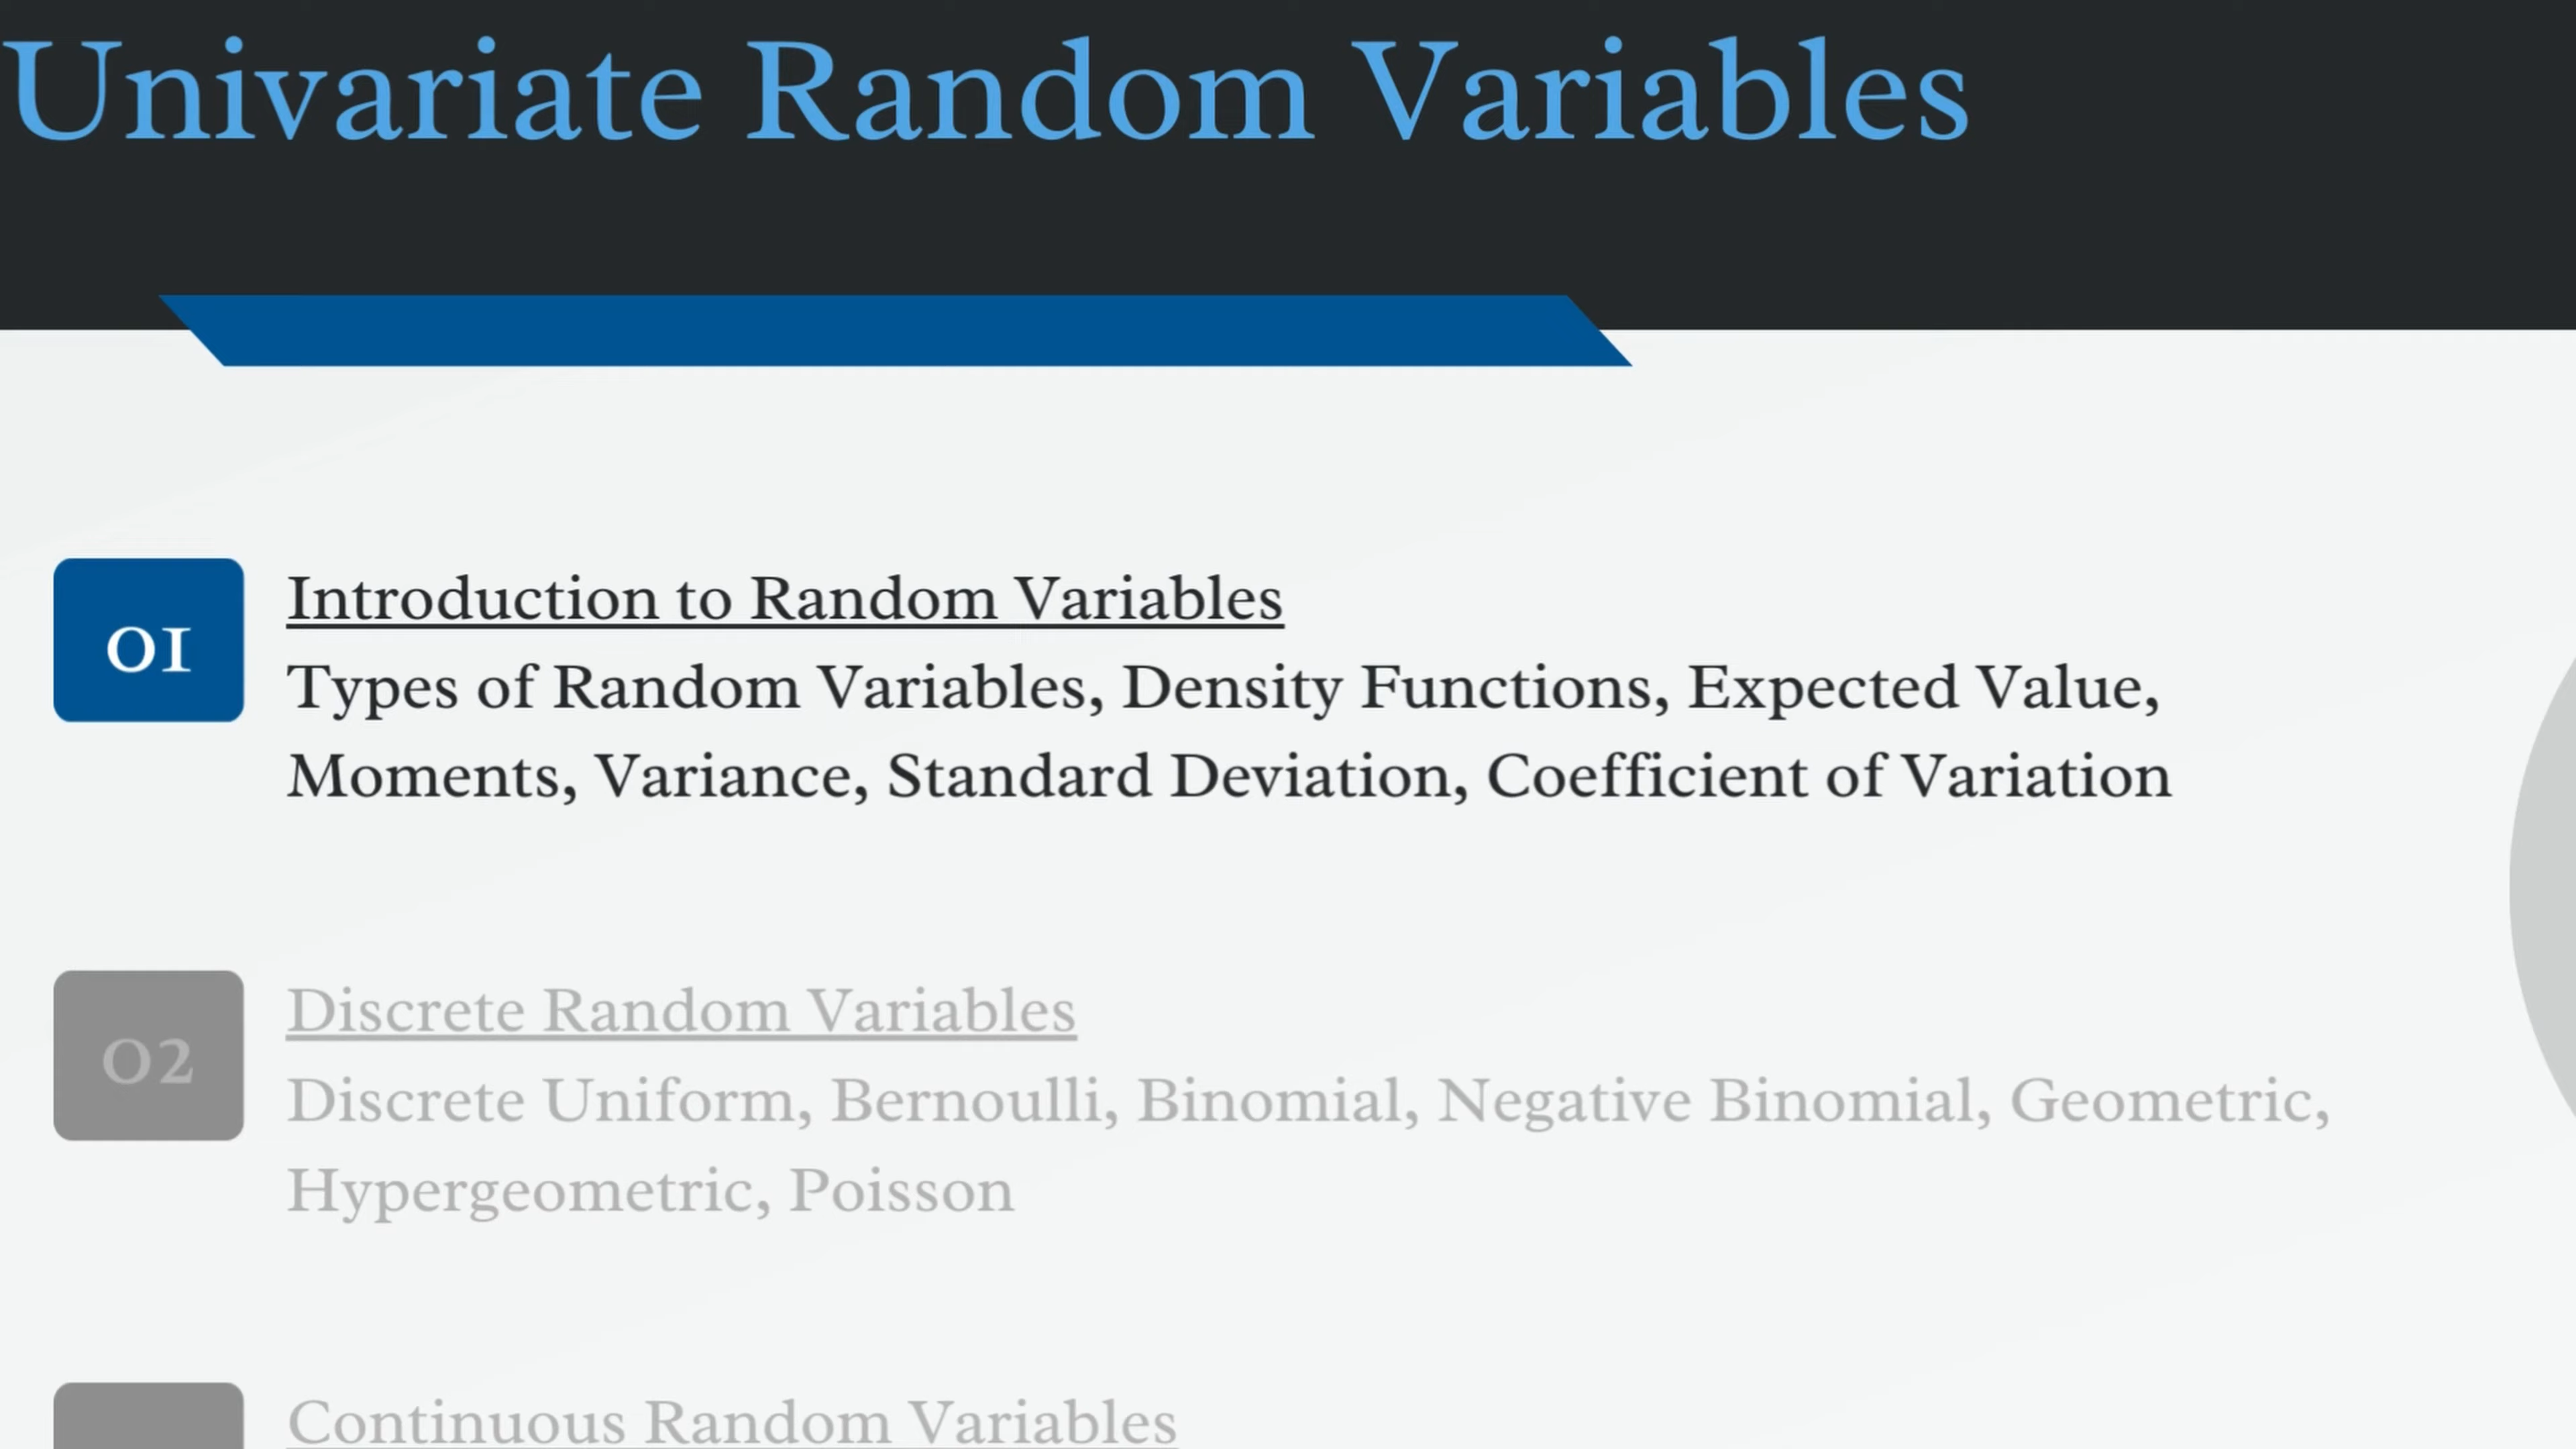 Univariate Random Variables
01
Introduction to Random Variables
Types of Random Variables, Density Functions, Expected Value,
Moments, Variance, Standard Deviation, Coefficient of Variation
02
Discrete Random Variables
Discrete Uniform, Bernoulli, Binomial, Negative Binomial, Geometric,
Hypergeometric, Poisson
Continuous Random Variables